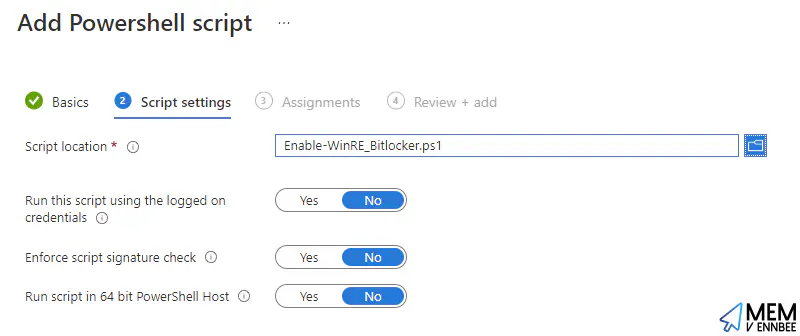 Add Powershell script ...
Basics 2 Script settings 3 Assignments 4 Review + add
Script location *
Enable-WinRE_Bitlocker.ps1
Run this script using the logged on
credentials
Yes No
Enforce script signature check
Yes No
Run script in 64 bit PowerShell Host
Yes No
MEM
V ENNBEE